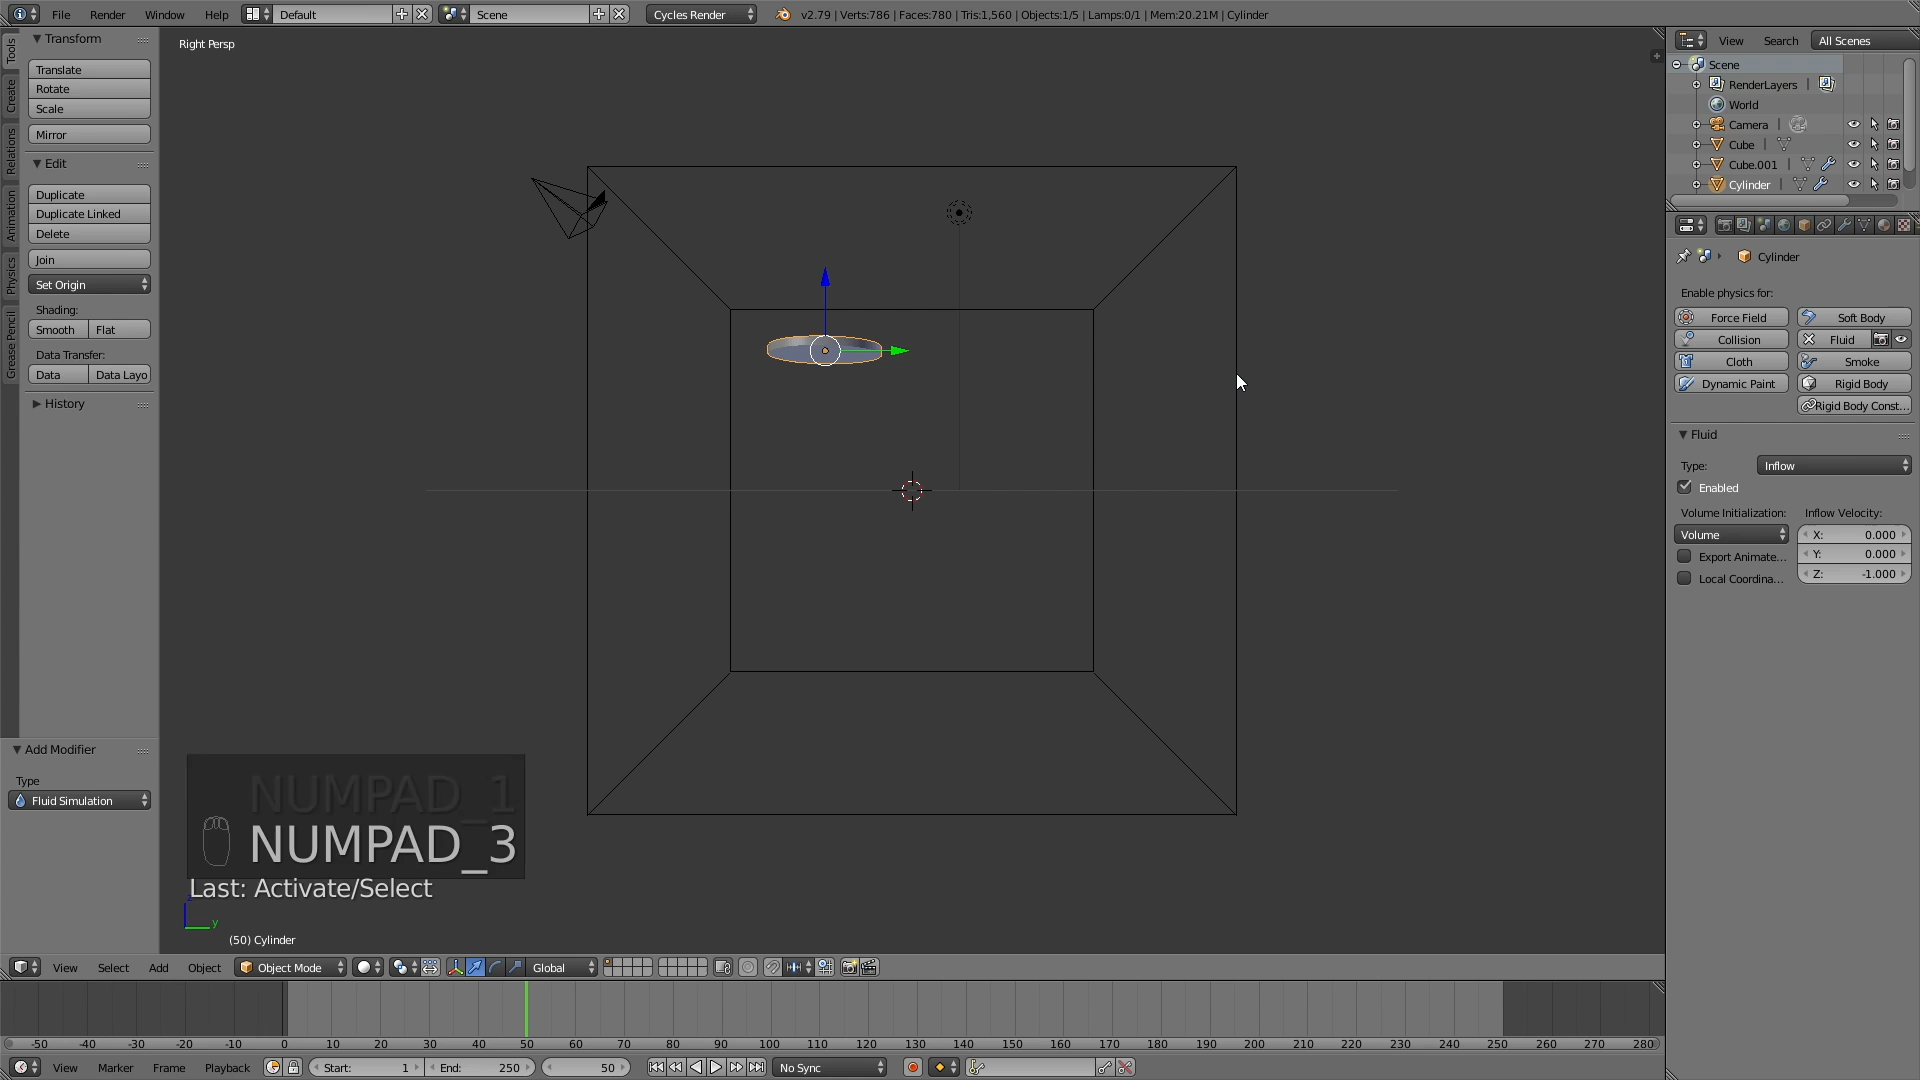 File Render Window Help Default Scene Cycles Render v2.79 | Verts:786 | Faces:780 | Tris:1,560 | Objects:1/5 | Lamps:0/1 | Mem:20.21M | Cylinder
Tools
Create
Relations
Animation
Physics
Grease Pencil
Transform
Translate
Rotate
Scale
Mirror
Edit
Duplicate
Duplicate Linked
Delete
Join
Set Origin
Shading:
Smooth Flat
Data Transfer:
Data Data Layo
History
Add Modifier
Type
Fluid Simulation
Right Persp
NUMPAD_1
NUMPAD_3
Last: Activate/Select
y
(50) Cylinder
View Search All Scenes
Scene
RenderLayers |
World
Camera |
Cube |
Cube.001 |
Cylinder |
Cylinder
Enable physics for:
Force Field Soft Body
Collision Fluid
Cloth Smoke
Dynamic Paint Rigid Body
Rigid Body Const...
Fluid
Type: Inflow
Enabled
Volume Initialization: Inflow Velocity:
Volume X: 0.000
Export Animate... Y: 0.000
Local Coordina... Z: -1.000
View Select Add Object Object Mode Global
-50 -40 -30 -20 -10 0 10 20 30 40 50 60 70 80 90 100 110 120 130 140 150 160 170 180 190 200 210 220 230 240 250 260 270 280
View Marker Frame Playback Start: 1 End: 250 50 No Sync